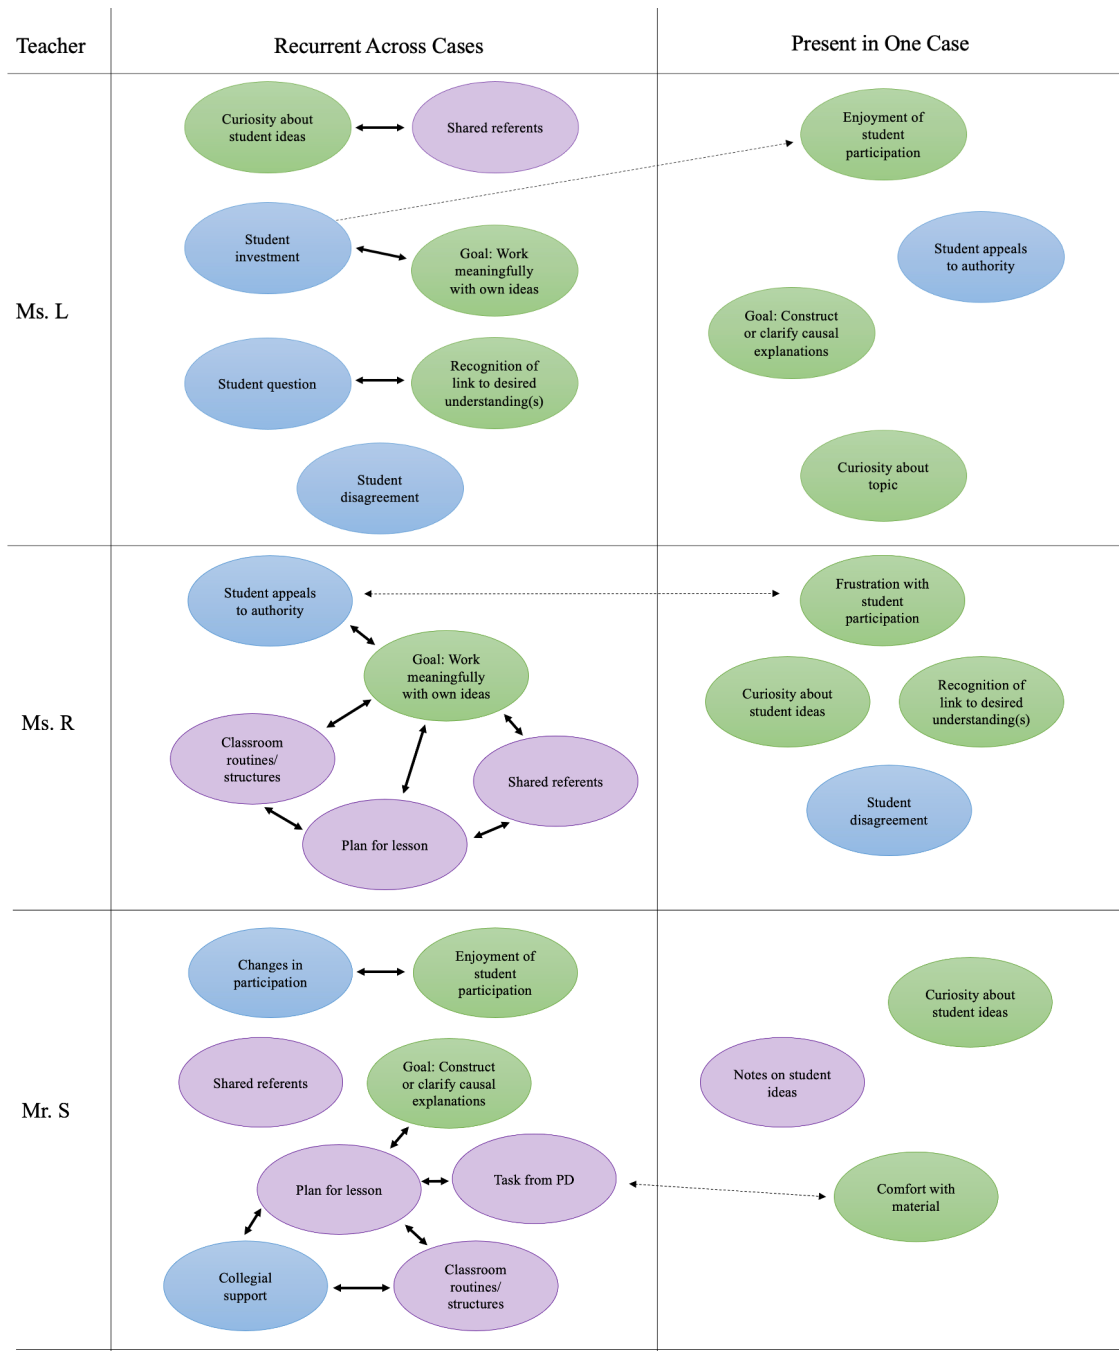 Teacher
Recurrent Across Cases
Present in One Case
Ms. L
Curiosity about
student ideas
Shared referents
Student
investment
Goal: Work
meaningfully
with own ideas
Student question
Recognition of
link to desired
understanding(s)
Student
disagreement
Enjoyment of
student
participation
Student appeals
to authority
Goal: Construct
or clarify causal
explanations
Curiosity about
topic
Ms. R
Student appeals
to authority
Goal: Work
meaningfully
with own ideas
Classroom
routines/
structures
Shared referents
Plan for lesson
Frustration with
student
participation
Curiosity about
student ideas
Recognition of
link to desired
understanding(s)
Student
disagreement
Mr. S
Changes in
participation
Enjoyment of
student
participation
Shared referents
Goal: Construct
or clarify causal
explanations
Plan for lesson
Task from PD
Collegial
support
Classroom
routines/
structures
Curiosity about
student ideas
Notes on student
ideas
Comfort with
material